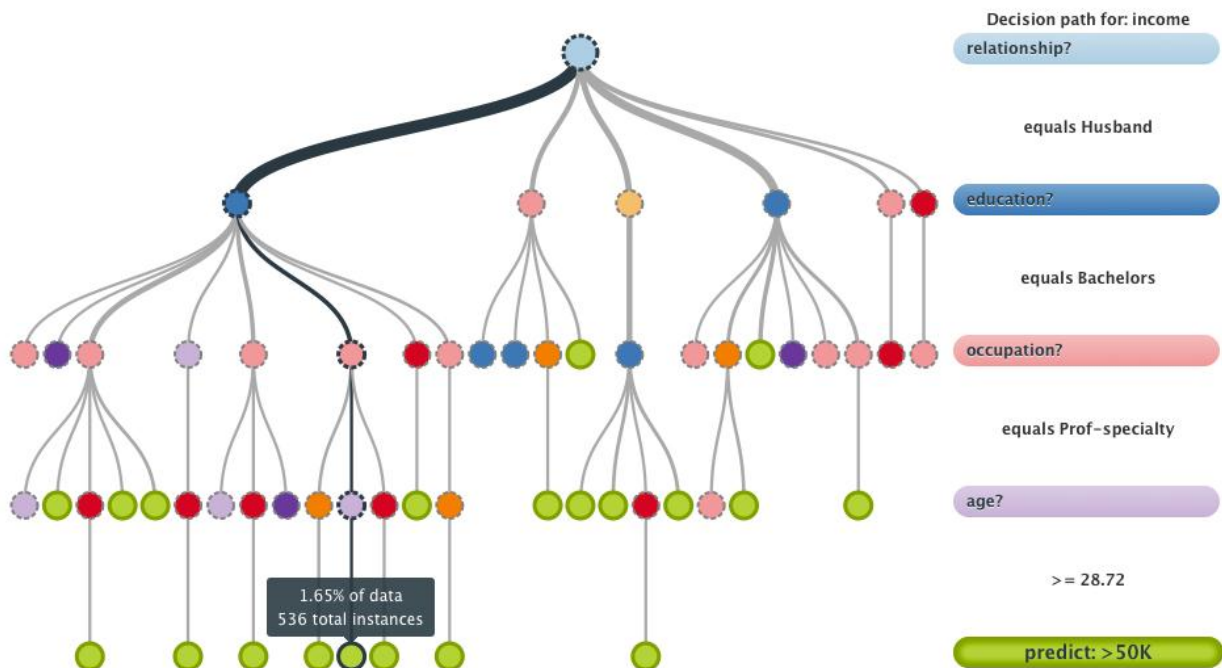 Decision path for: income
relationship?
equals Husband
education?
equals Bachelors
occupation?
equals Prof-specialty
age?
>= 28.72
1.65% of data
536 total instances
predict: >50K